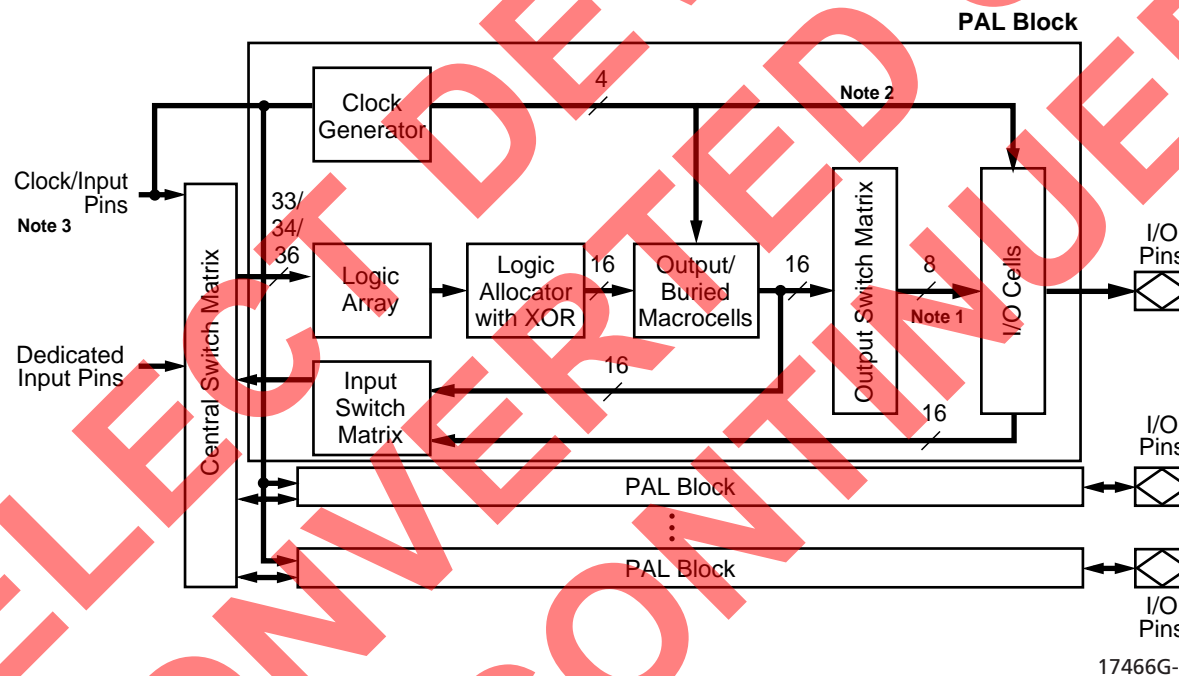 PAL Block
Clock
Generator
4
Note 2
Clock/Input
Pins
Note 3
33/
34/
36
Central Switch Matrix
Logic
Array
Logic
Allocator
with XOR
16
Output/
Buried
Macrocells
16
Output Switch Matrix
8
Note 1
I/O Cells
I/O
Pins
Dedicated
Input Pins
Input
Switch
Matrix
16
16
I/O
Pins
PAL Block
PAL Block
I/O
Pins
17466G-
SELECT DEVICES
CONVERTED
DISCONTINUED